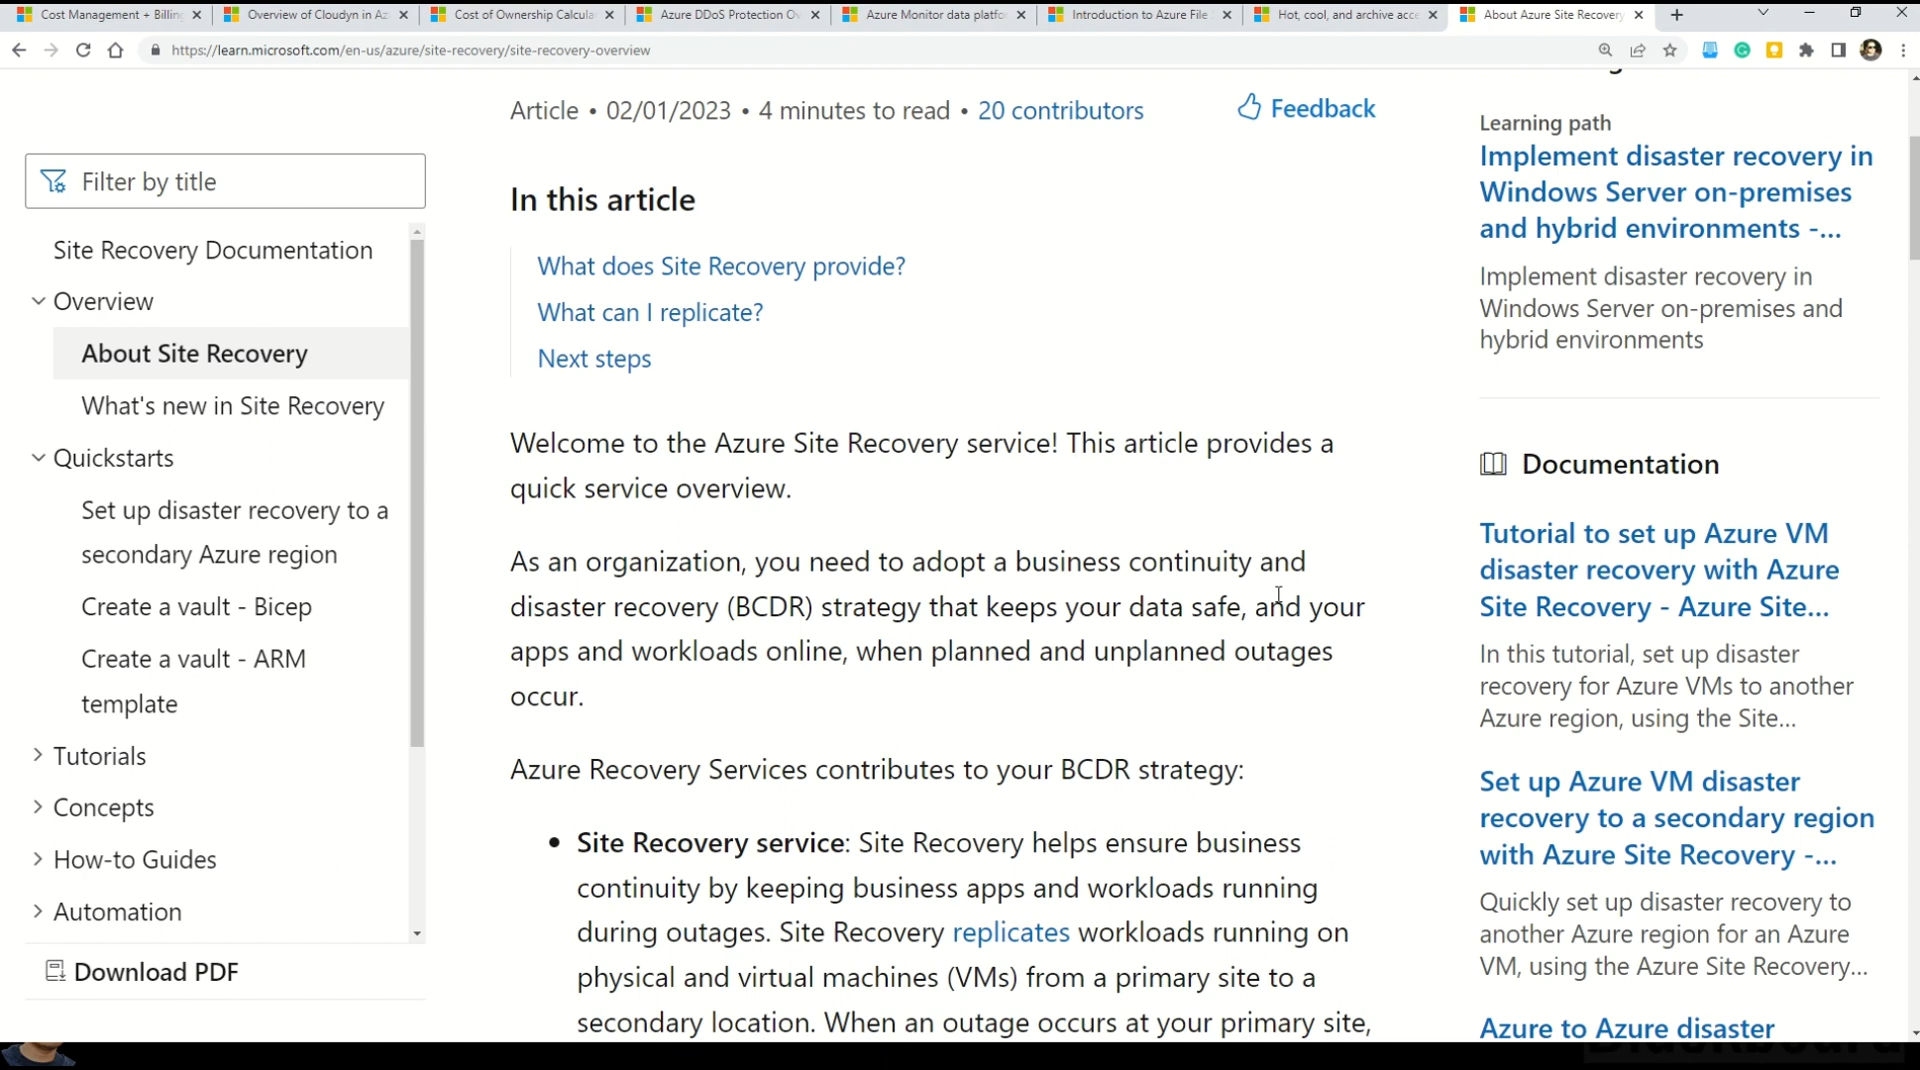 Cost Management + Billing
Overview of Cloudyn in Az
Cost of Ownership Calcula
Azure DDoS Protection Ov
Azure Monitor data platfo
Introduction to Azure File
Hot, cool, and archive acce
About Azure Site Recovery
https://learn.microsoft.com/en-us/azure/site-recovery/site-recovery-overview
Filter by title
Site Recovery Documentation
Overview
About Site Recovery
What's new in Site Recovery
Quickstarts
Set up disaster recovery to a
secondary Azure region
Create a vault - Bicep
Create a vault - ARM
template
Tutorials
Concepts
How-to Guides
Automation
Download PDF
Article • 02/01/2023 • 4 minutes to read • 20 contributors
Feedback
In this article
What does Site Recovery provide?
What can I replicate?
Next steps
Welcome to the Azure Site Recovery service! This article provides a
quick service overview.
As an organization, you need to adopt a business continuity and
disaster recovery (BCDR) strategy that keeps your data safe, and your
apps and workloads online, when planned and unplanned outages
occur.
Azure Recovery Services contributes to your BCDR strategy:
• Site Recovery service: Site Recovery helps ensure business
continuity by keeping business apps and workloads running
during outages. Site Recovery replicates workloads running on
physical and virtual machines (VMs) from a primary site to a
secondary location. When an outage occurs at your primary site,
Learning path
Implement disaster recovery in
Windows Server on-premises
and hybrid environments -...
Implement disaster recovery in
Windows Server on-premises and
hybrid environments
Documentation
Tutorial to set up Azure VM
disaster recovery with Azure
Site Recovery - Azure Site...
In this tutorial, set up disaster
recovery for Azure VMs to another
Azure region, using the Site...
Set up Azure VM disaster
recovery to a secondary region
with Azure Site Recovery -...
Quickly set up disaster recovery to
another Azure region for an Azure
VM, using the Azure Site Recovery...
Azure to Azure disaster